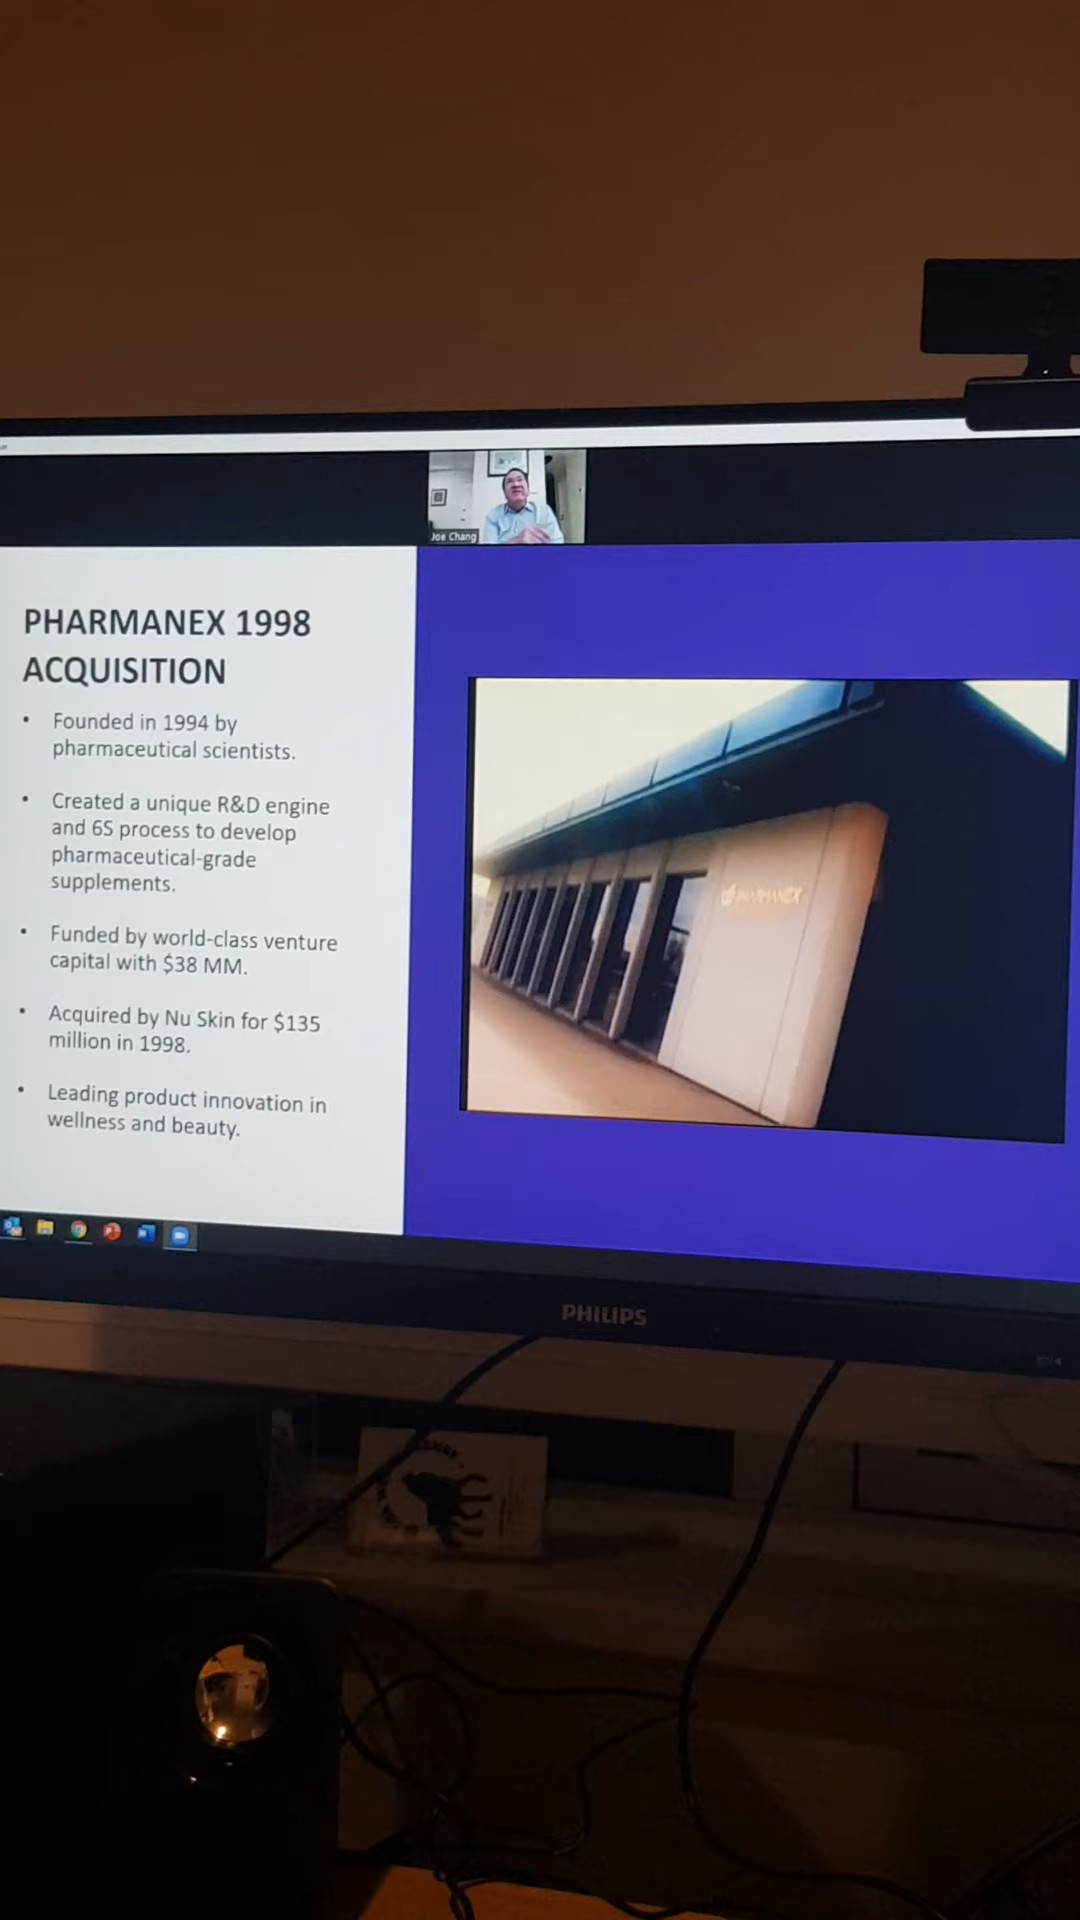 Joe Chang
PHARMANEX 1998
ACQUISITION
• Founded in 1994 by
pharmaceutical scientists.
• Created a unique R&D engine
and 6S process to develop
pharmaceutical-grade
supplements.
• Funded by world-class venture
capital with $38 MM.
• Acquired by Nu Skin for $135
million in 1998.
• Leading product innovation in
wellness and beauty.
PHARMANEX
PHILIPS